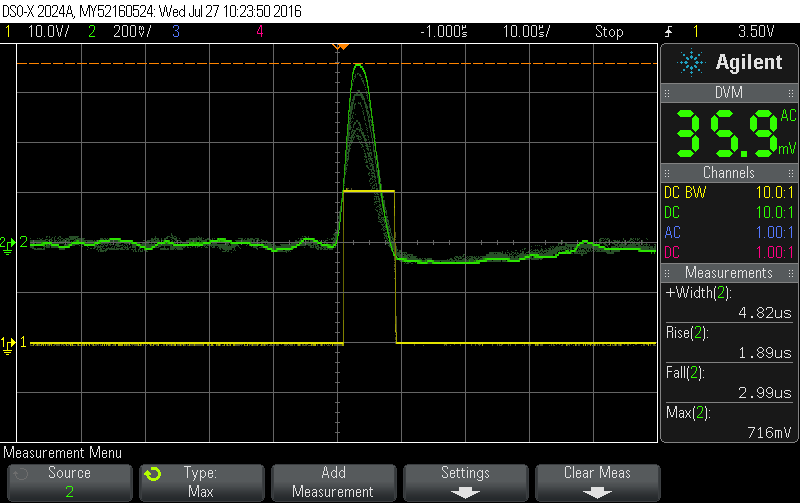 DSO-X 2024A, MY52160524: Wed Jul 27 10:23:50 2016
1 10.0V/ 2 200mV/ 3 4 -1.000s 10.00s/ Stop 1 3.50V
Agilent
DVM
35.9 AC mV
Channels
DC BW 10.0:1
DC 10.0:1
AC 1.00:1
DC 1.00:1
Measurements
+Width(2):
4.82us
Rise(2):
1.89us
Fall(2):
2.99us
Max(2):
716mV
2 2
1 1
Measurement Menu
Source
2
Type:
Max
Add
Measurement
Settings
Clear Meas